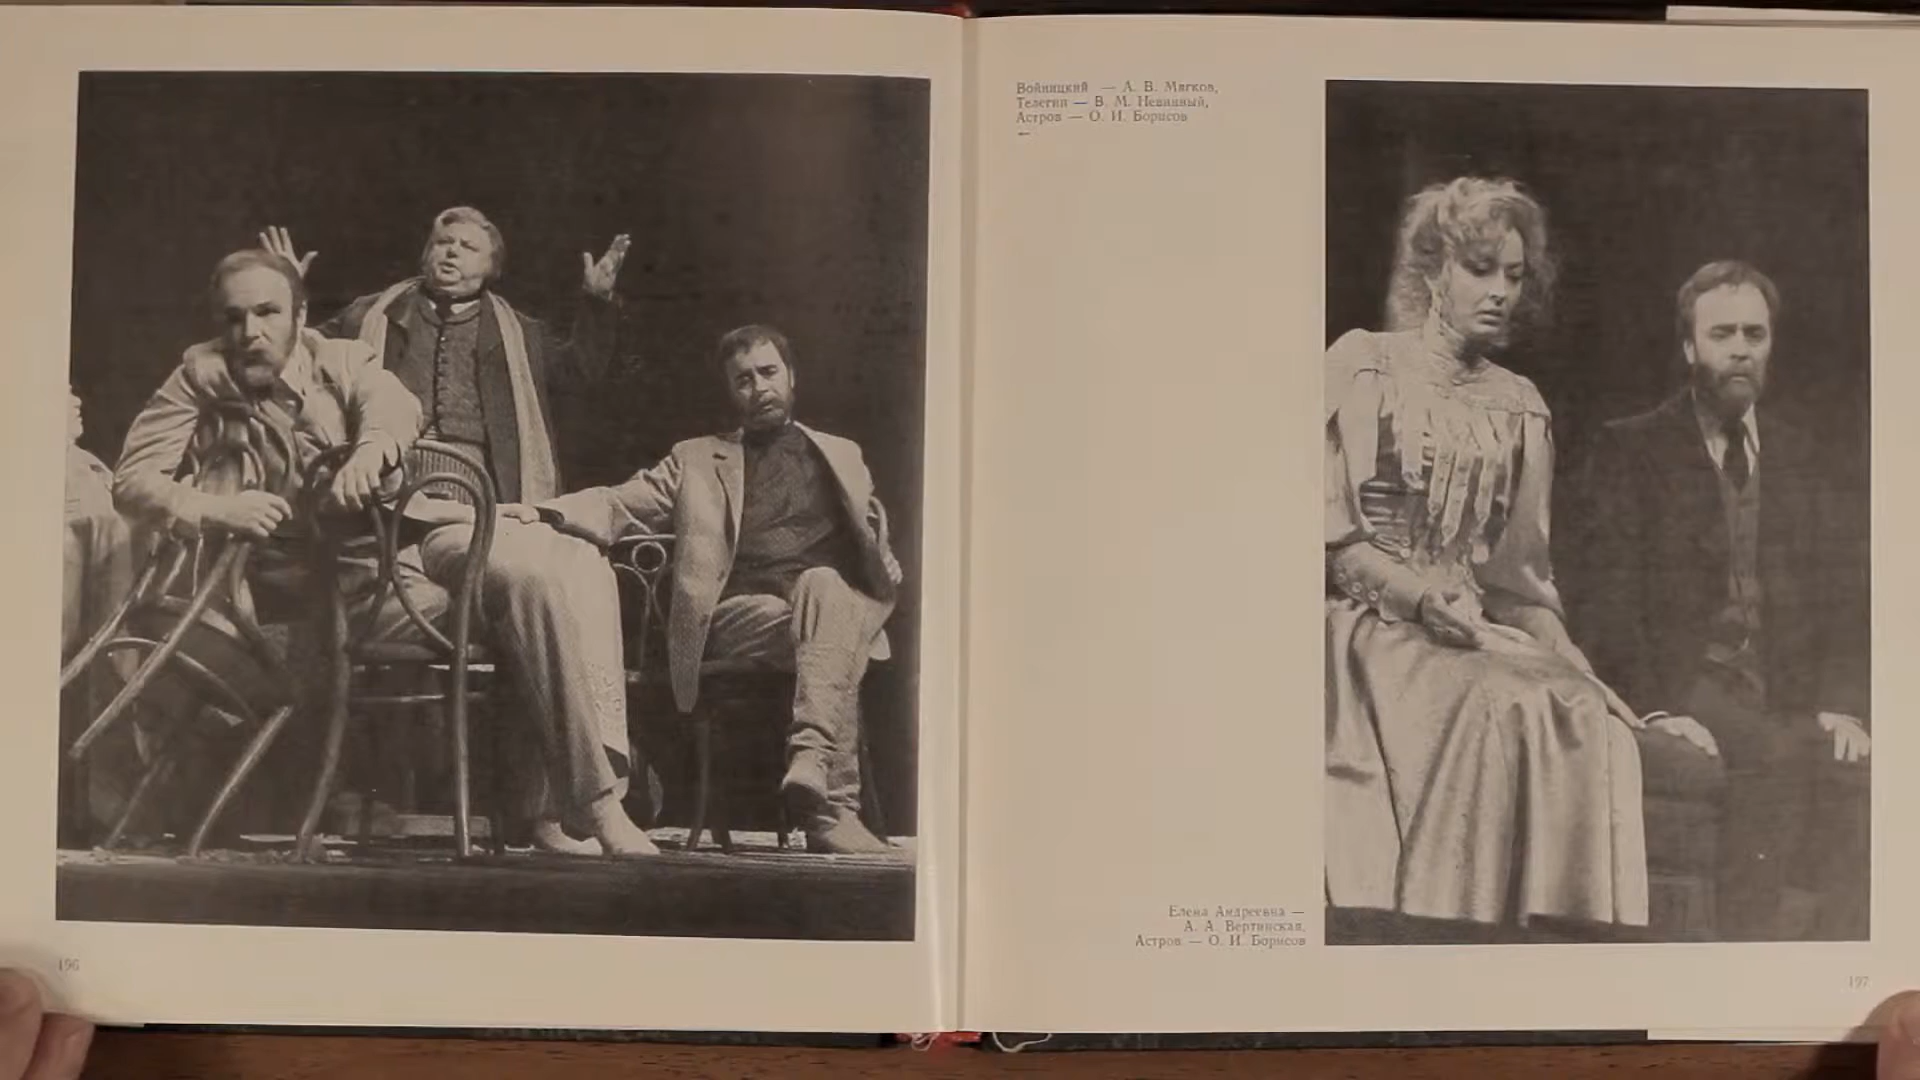 Войницкий — А. В. Мягков,
Телегин — В. М. Невинный,
Астров — О. И. Борисов
←
Елена Андреевна —
А. А. Вертинская,
Астров — О. И. Борисов
196
197